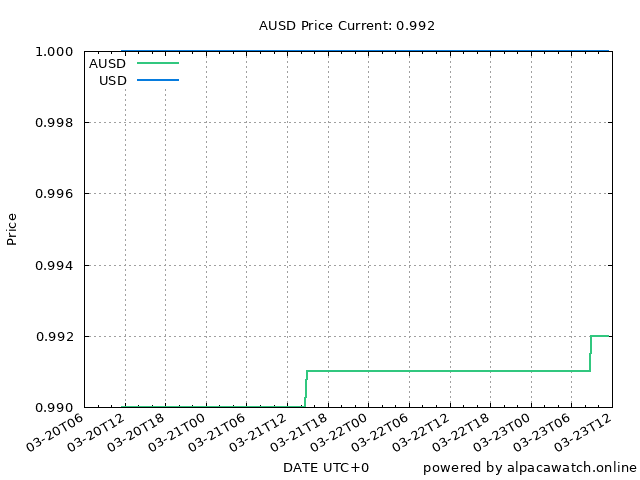 AUSD Price Current: 0.992
1.000
0.998
0.996
0.994
0.992
0.990
Price
AUSD
USD
03-20T06
03-20T12
03-20T18
03-21T00
03-21T06
03-21T12
03-21T18
03-22T00
03-22T06
03-22T12
03-22T18
03-23T00
03-23T06
03-23T12
DATE UTC+0
powered by alpacawatch.online